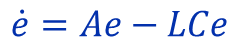 ė = Ae − LCe